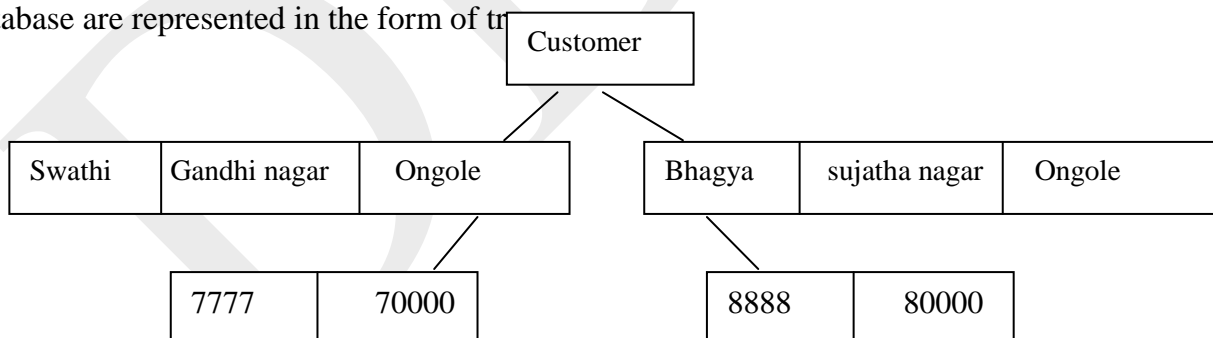 abase are represented in the form of tr
Customer
Swathi Gandhi nagar Ongole Bhagya sujatha nagar Ongole
7777 70000 8888 80000